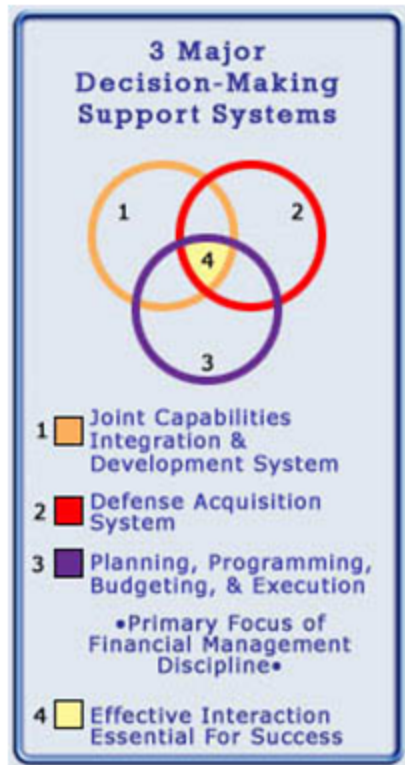 3 Major
Decision-Making
Support Systems
1
2
4
3
1 Joint Capabilities
Integration &
Development System
2 Defense Acquisition
System
3 Planning, Programming,
Budgeting, & Execution
•Primary Focus of
Financial Management
Discipline•
4 Effective Interaction
Essential For Success